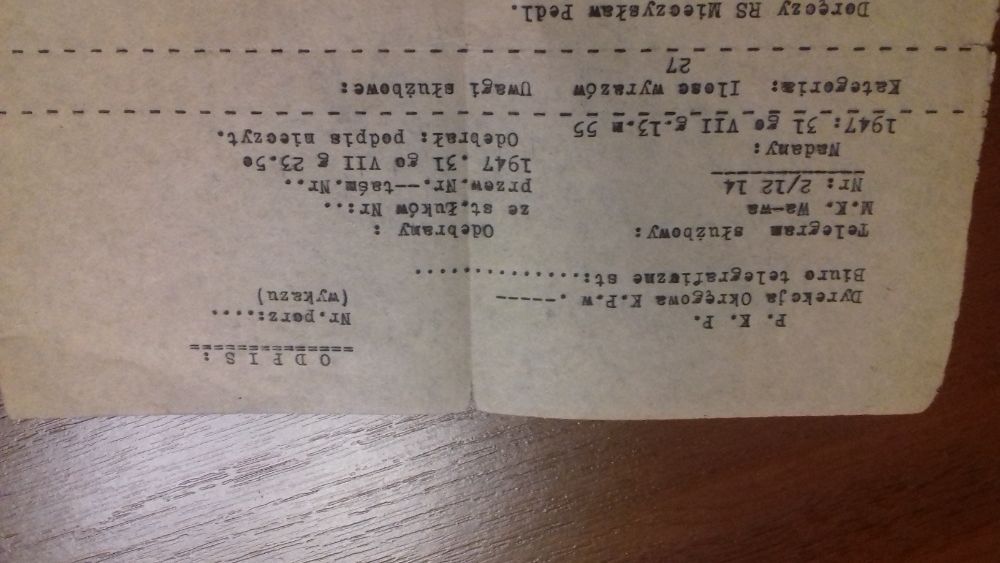 O D P I S :
P. K. P. Nr.porz:....
Dyrekcja Okręgowa K.P.w .----- (wykazu)
Biuro telegraficzne st:...............
Telegram służbowy: Odebrany :
M.K. Wa-wa ze st.Łuków Nr:..
Nr: 2/12 14 przew.Nr.--taśm.Nr..
Nadany: 1947 .31 go VII g 23.5o
1947: 31 go VII g.13.m 55 Odebrał: podpis nieczyt.
Kategoria: Ilosc wyrazów Uwagi służbowe:
27
Doręczy RS Mieczysław Pedl.